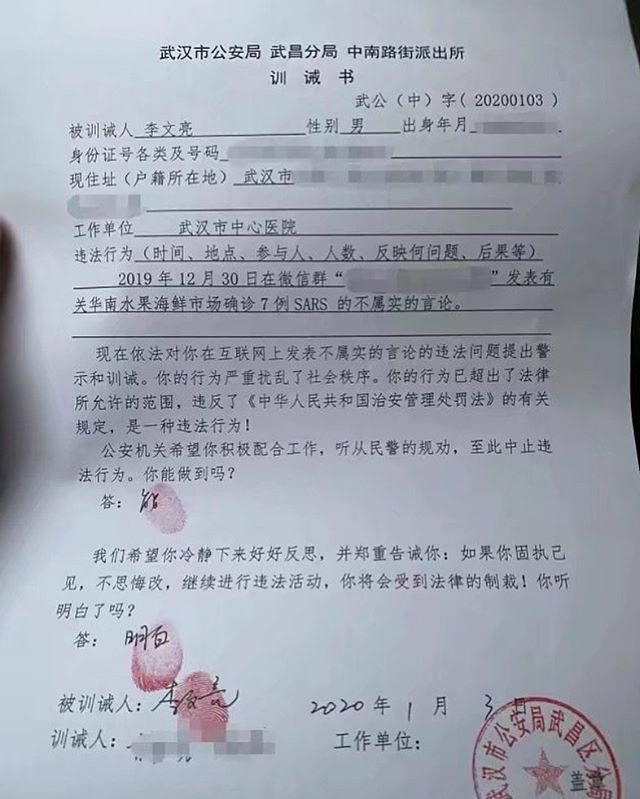 武汉市公安局 武昌分局 中南路街派出所
训 诫 书
武公（中）字( 20200103 )
被训诫人 李文亮 性别 男 出身年月
身份证号各类及号码
现住址(户籍所在地) 武汉市
工作单位 武汉市中心医院
违法行为（时间、地点、参与人、人数、反映何问题、后果等）
2019 年 12 月 30 日在微信群“ ”发表有
关华南水果海鲜市场确诊 7 例 SARS 的不属实的言论。
现在依法对你在互联网上发表不属实的言论的违法问题提出警
示和训诫。你的行为严重扰乱了社会秩序。你的行为已超出了法律
所允许的范围，违反了《中华人民共和国治安管理处罚法》的有关
规定，是一种违法行为！
公安机关希望你积极配合工作，听从民警的规劝，至此中止违
法行为。你能做到吗？
答：能
我们希望你冷静下来好好反思，并郑重告诫你：如果你固执己
见，不思悔改，继续进行违法活动，你将会受到法律的制裁！你听
明白了吗？
答：明白
被训诫人：李文亮 2020 年 1 月 3 日
训诫人： 工作单位：
武汉市公安局武昌区分局
盖